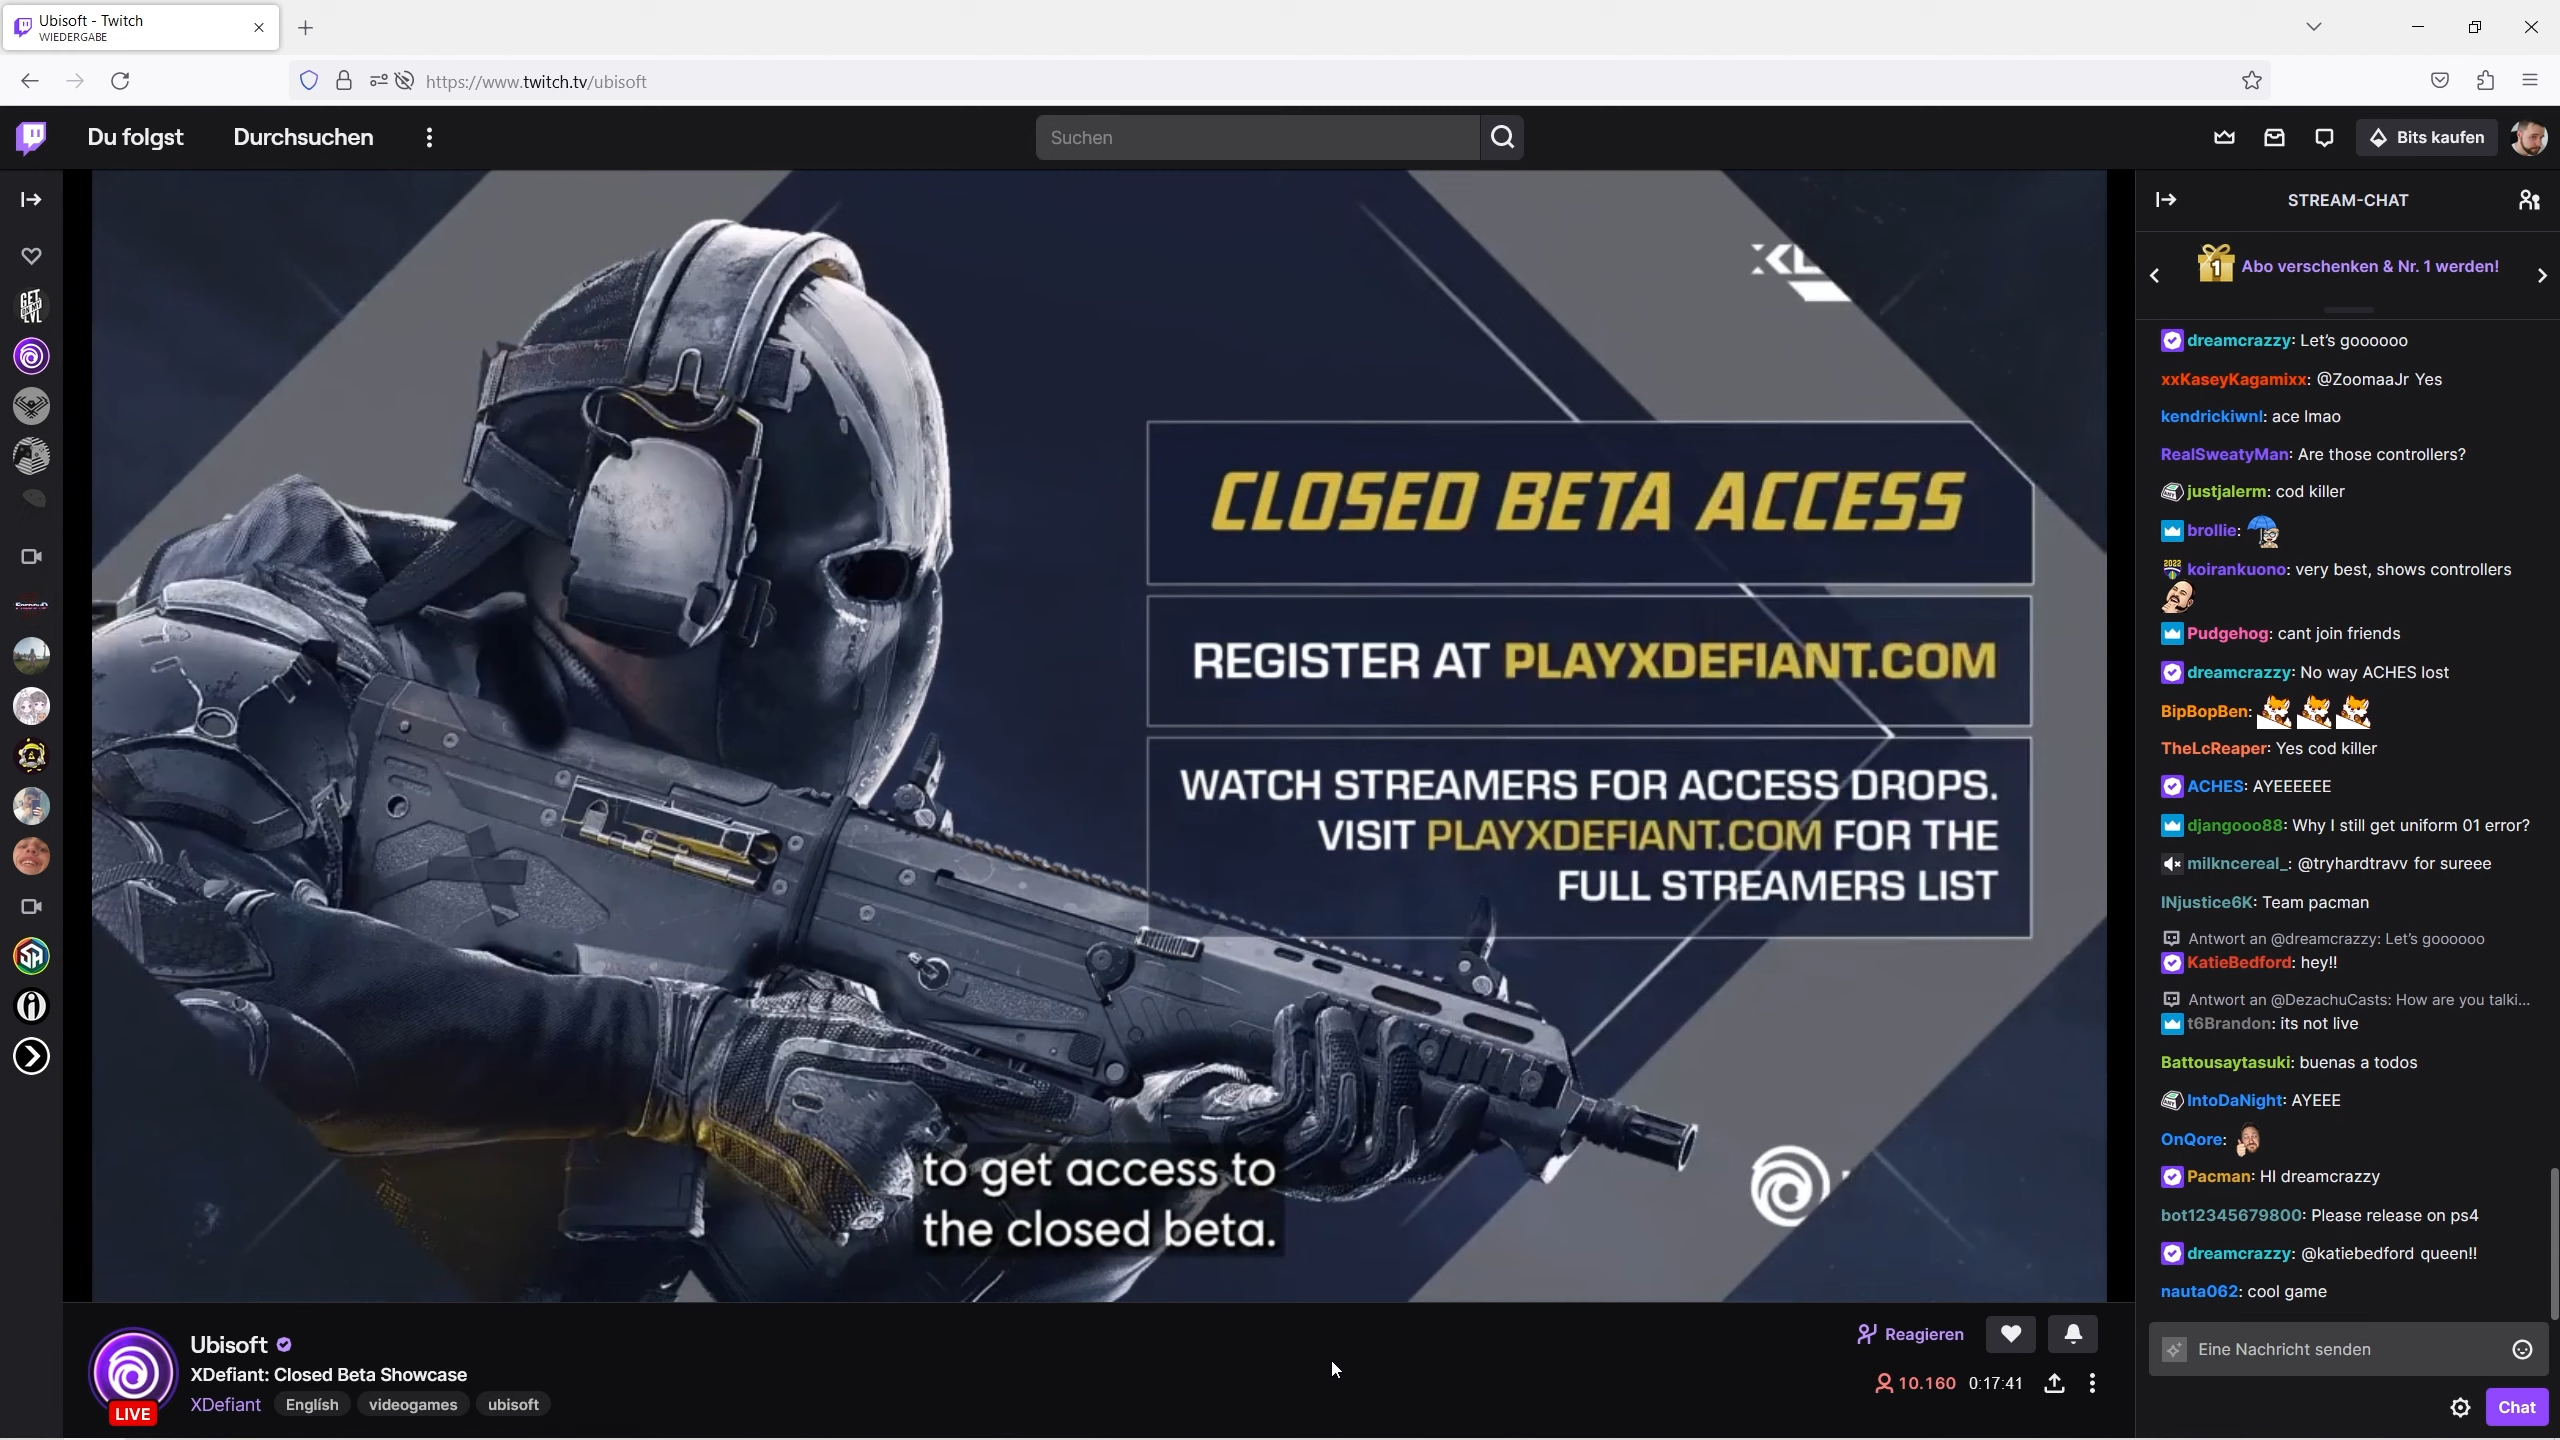 Ubisoft - Twitch
WIEDERGABE
https://www.twitch.tv/ubisoft
Du folgst
Durchsuchen
Suchen
Bits kaufen
GET
ON MY
LVL
CLOSED BETA ACCESS
REGISTER AT PLAYXDEFIANT.COM
WATCH STREAMERS FOR ACCESS DROPS.
VISIT PLAYXDEFIANT.COM FOR THE
FULL STREAMERS LIST
to get access to
the closed beta.
Ubisoft
XDefiant: Closed Beta Showcase
XDefiant English videogames ubisoft
LIVE
Reagieren
10.160 0:17:41
STREAM-CHAT
1 Abo verschenken & Nr. 1 werden!
dreamcrazzy: Let's goooooo
xxKaseyKagamixx: @ZoomaaJr Yes
kendrickiwnl: ace lmao
RealSweatyMan: Are those controllers?
justjalerm: cod killer
brollie:
2022 koirankuono: very best, shows controllers
Pudgehog: cant join friends
dreamcrazzy: No way ACHES lost
BipBopBen:
TheLcReaper: Yes cod killer
ACHES: AYEEEEEE
djangooo88: Why I still get uniform 01 error?
milkncereal_: @tryhardtravv for sureee
INjustice6K: Team pacman
Antwort an @dreamcrazzy: Let's goooooo
KatieBedford: hey!!
Antwort an @DezachuCasts: How are you talki...
t6Brandon: its not live
Battousaytasuki: buenas a todos
IntoDaNight: AYEEE
OnQore:
Pacman: HI dreamcrazzy
bot12345679800: Please release on ps4
dreamcrazzy: @katiebedford queen!!
nauta062: cool game
Eine Nachricht senden
Chat